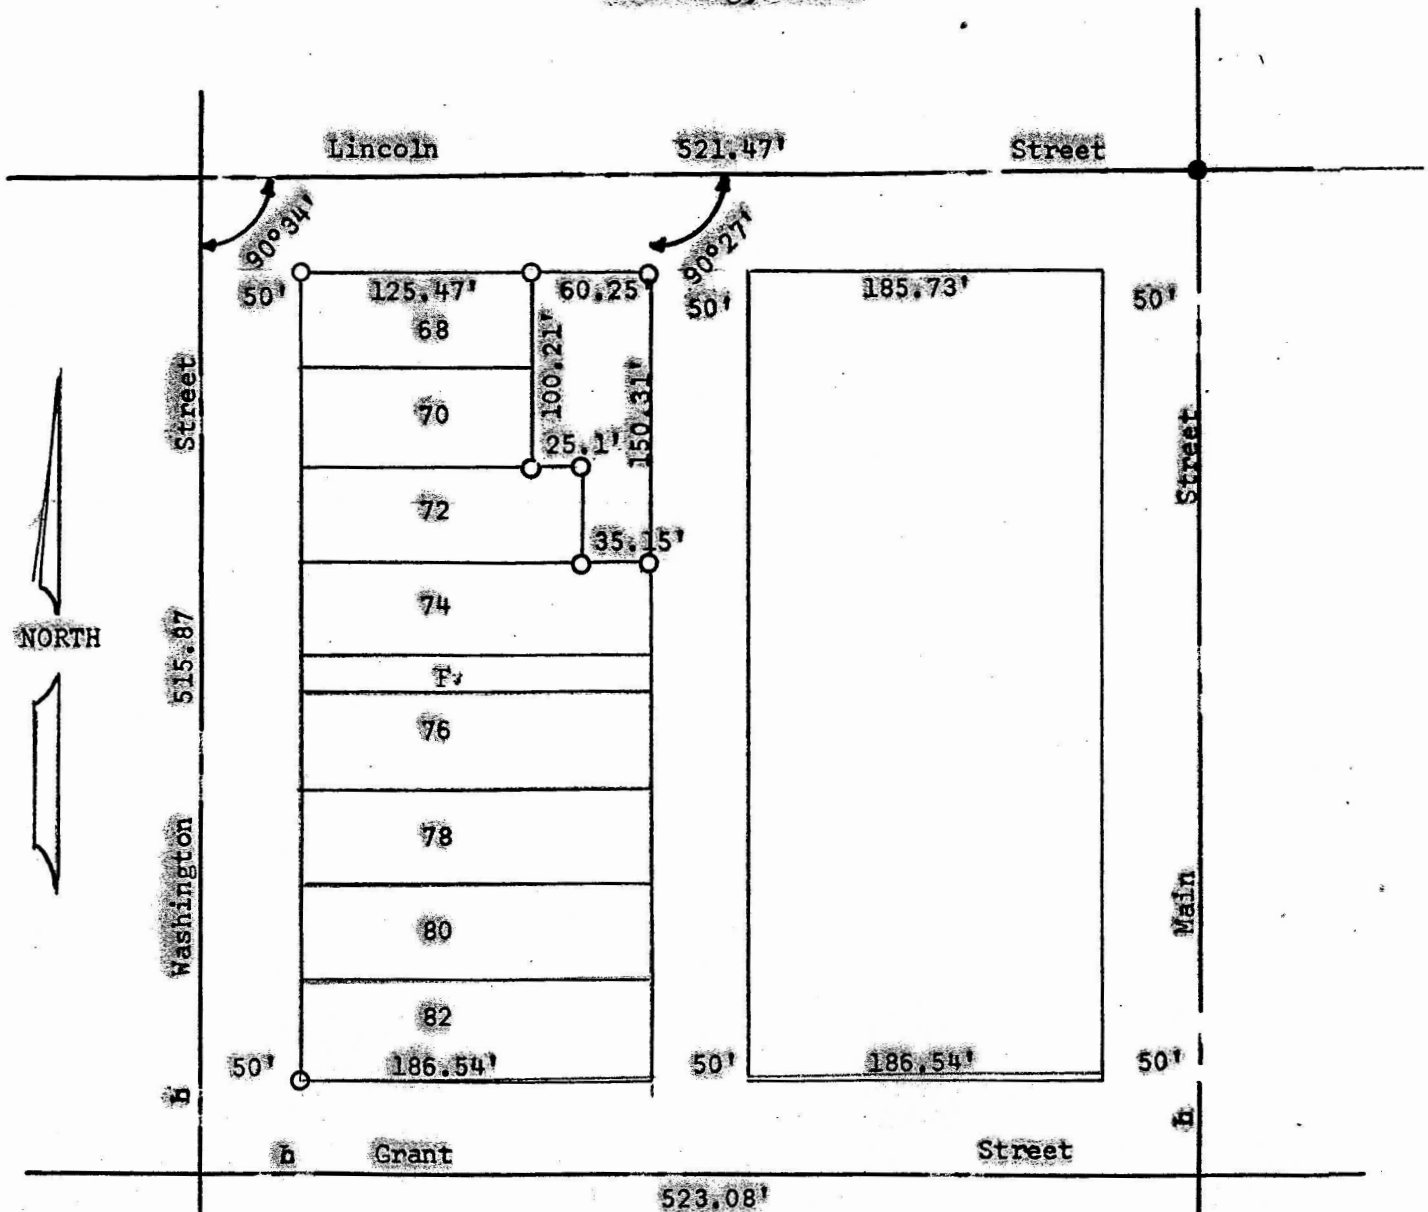 Lincoln 521.47' Street
90°34'
90°27'
50' 125.47' 60.25' 50' 185.73' 50'
68
100.21'
150.31'
Street
70
25.1'
Street
72
35.15'
74
NORTH
515.87
F.
76
78
Washington
Main
80
82
50' 186.54' 50' 186.54' 50'
h
h
h Grant Street
523.08'